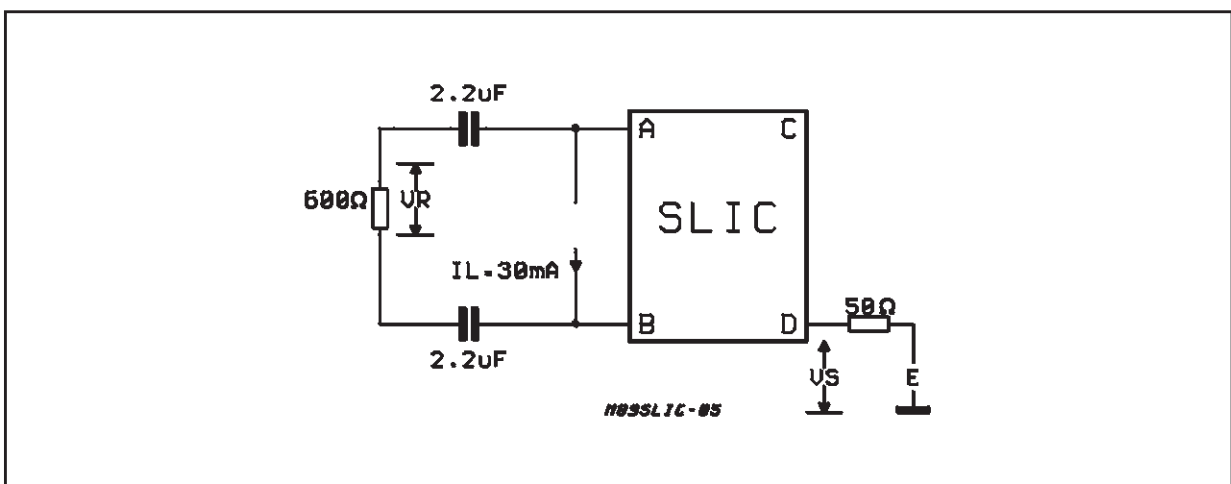 2.2uF
A
C
600Ω
VR
SLIC
IL=30mA
50Ω
B
D
2.2uF
VS
E
M89SLIC-05